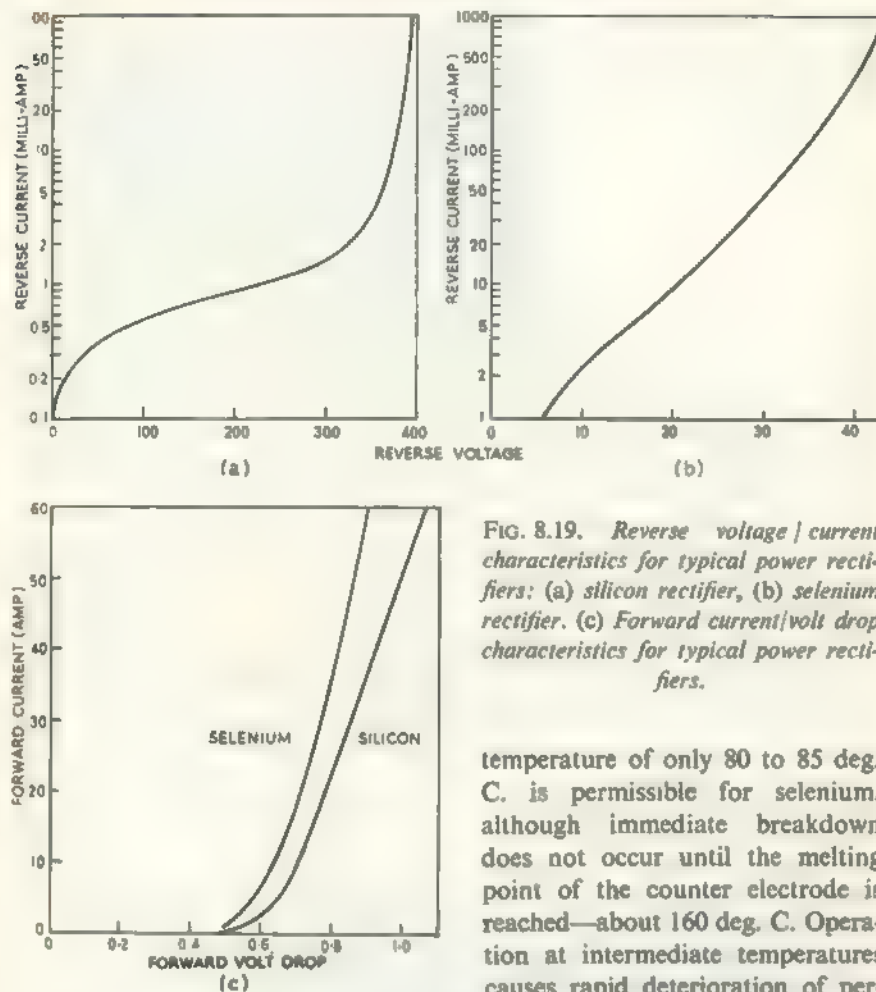 00
50
20
10
5
2
1
0·5
0·2
0·1
REVERSE CURRENT (MILLI-AMP)
0 100 200 300 400
(a)
1000
500
100
50
20
10
5
2
1
REVERSE CURRENT (MILLI-AMP)
0 10 20 30 40
REVERSE VOLTAGE
(b)
60
50
40
30
20
10
0
FORWARD CURRENT (AMP)
SELENIUM SILICON
0 0·2 0·4 0·6 0·8 1·0
FORWARD VOLT DROP
(c)
FIG. 8.19. Reverse voltage / current
characteristics for typical power recti-
fiers: (a) silicon rectifier, (b) selenium
rectifier. (c) Forward current/volt drop
characteristics for typical power recti-
fiers.
temperature of only 80 to 85 deg.
C. is permissible for selenium,
although immediate breakdown
does not occur until the melting
point of the counter electrode i
reached—about 160 deg. C. Opera-
tion at intermediate temperatures
causes rapid deterioration of per